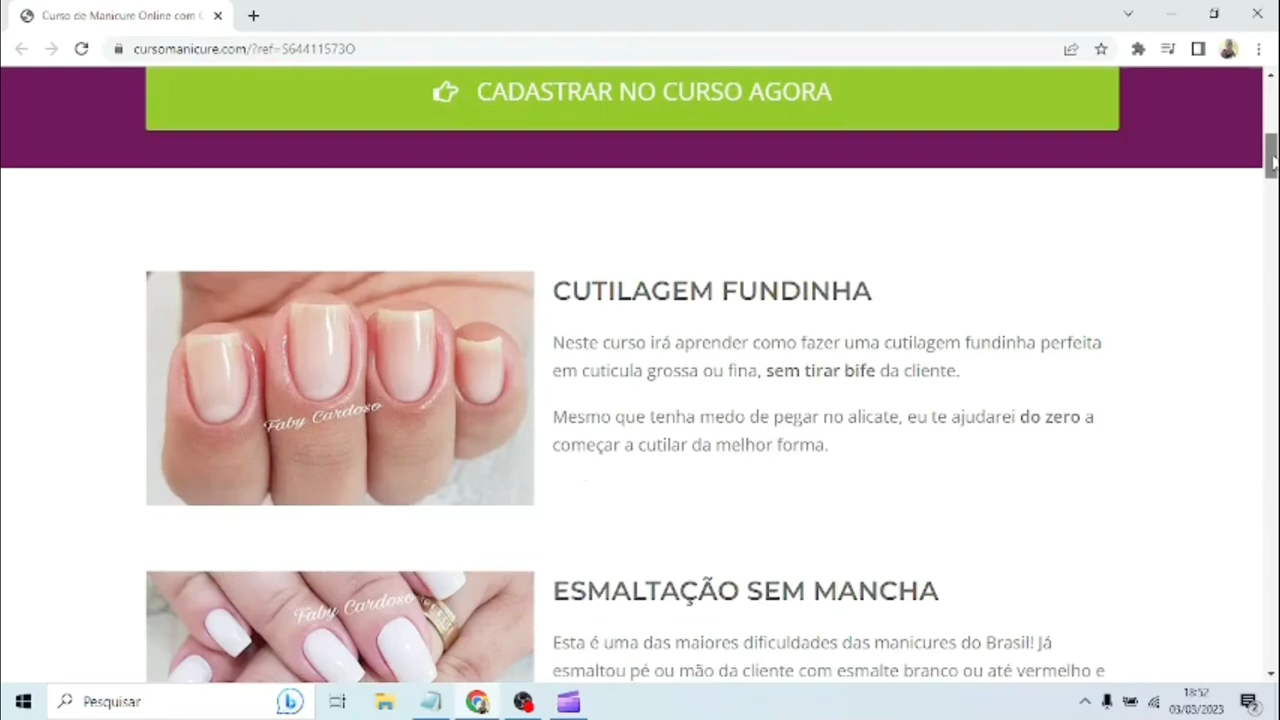 Curso de Manicure Online com C
cursomanicure.com/?ref=S64411573O
CADASTRAR NO CURSO AGORA
CUTILAGEM FUNDINHA
Neste curso irá aprender como fazer uma cutilagem fundinha perfeita
em cuticula grossa ou fina, sem tirar bife da cliente.
Mesmo que tenha medo de pegar no alicate, eu te ajudarei do zero a
começar a cutilar da melhor forma.
Faby Cardoso
ESMALTAÇÃO SEM MANCHA
Faby Cardoso
Esta é uma das maiores dificuldades das manicures do Brasil! Já
esmaltou pé ou mão da cliente com esmalte branco ou até vermelho e
Pesquisar
18:52
03/03/2023